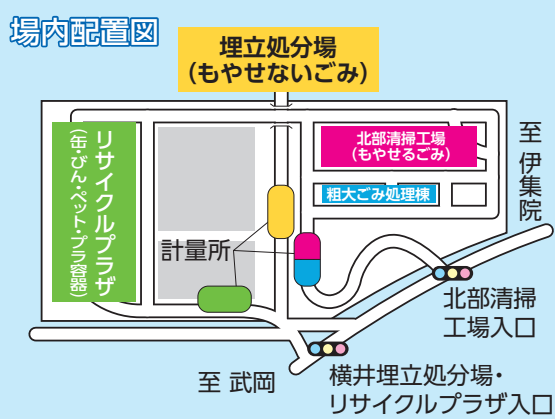 場内配置図
埋立処分場
(もやせないごみ)
リサイクルプラザ
(缶・びん・ペット・プラ容器)
北部清掃工場
(もやせるごみ)
粗大ごみ処理棟
至 伊集院
計量所
北部清掃
工場入口
至 武岡
横井埋立処分場・
リサイクルプラザ入口